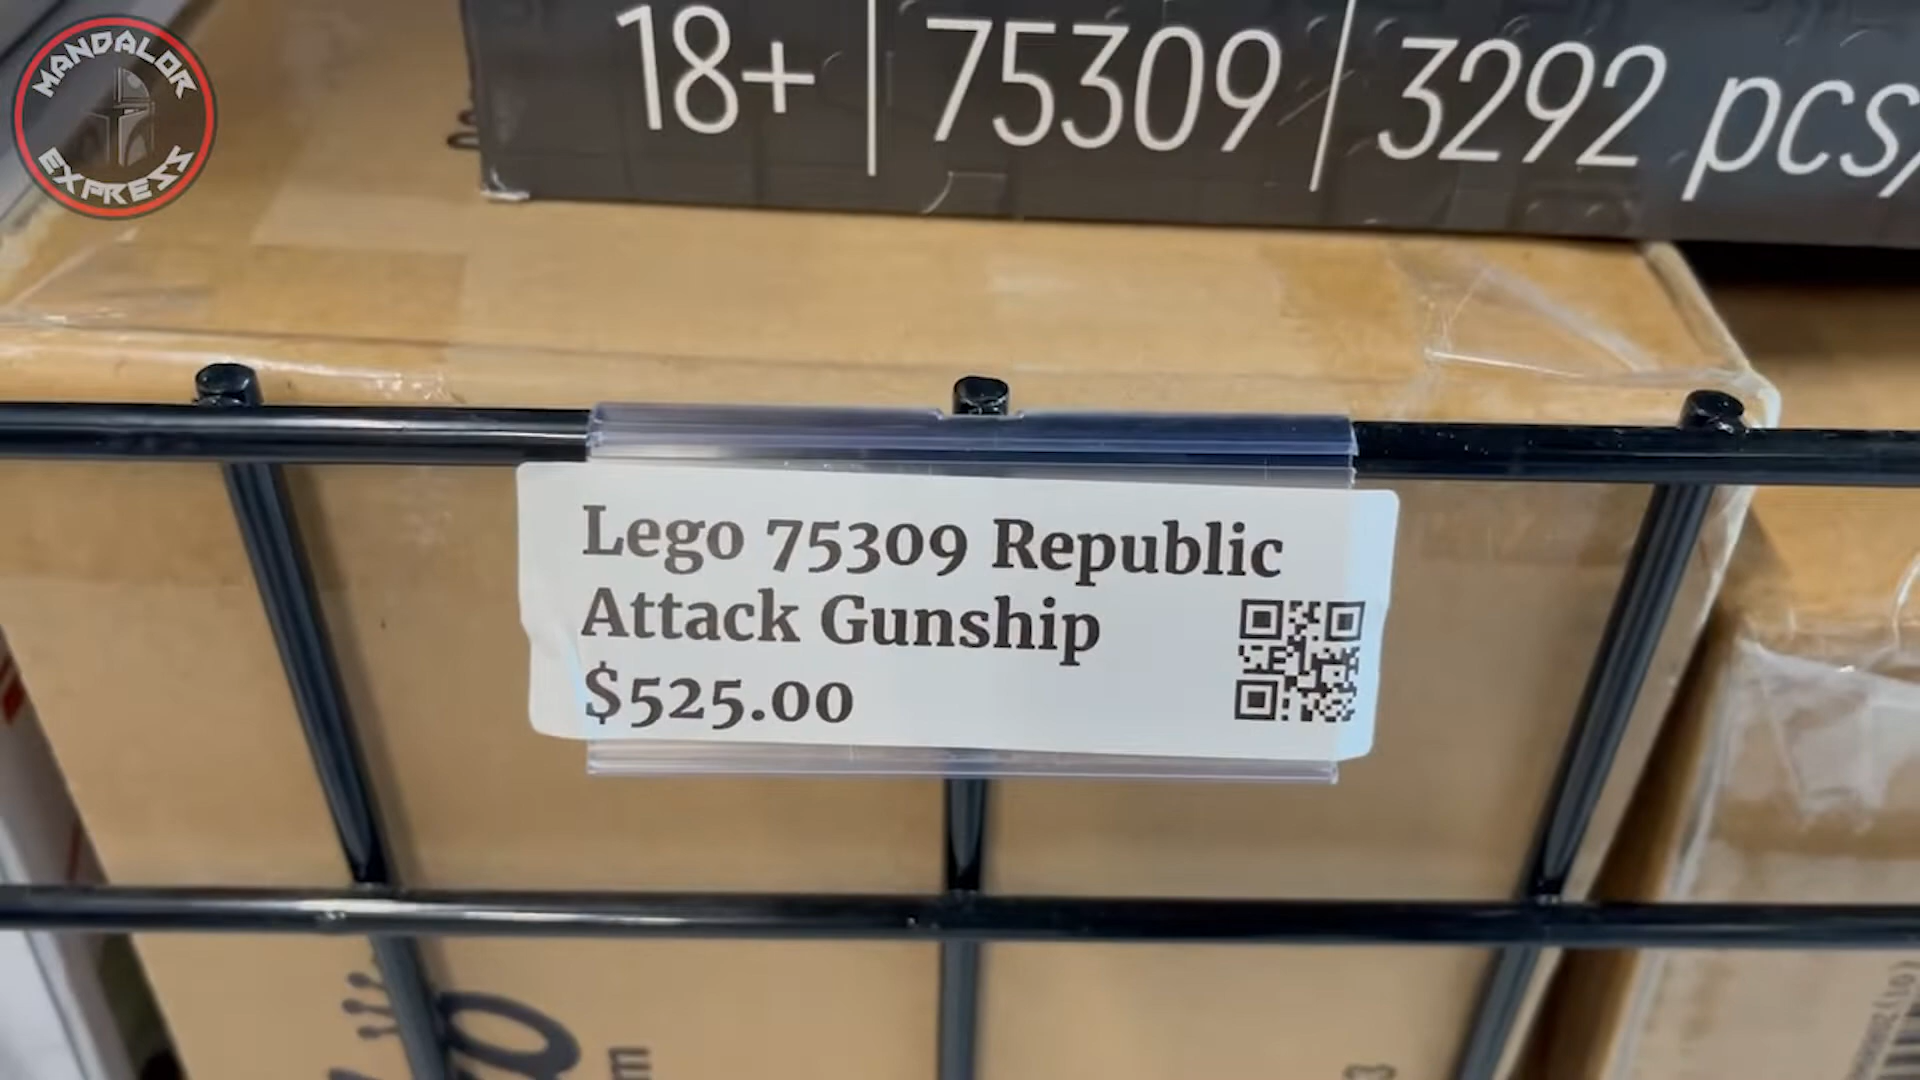 MANDALOR
EXPRESS
18+ | 75309 | 3292 pcs/
Lego 75309 Republic
Attack Gunship
$525.00